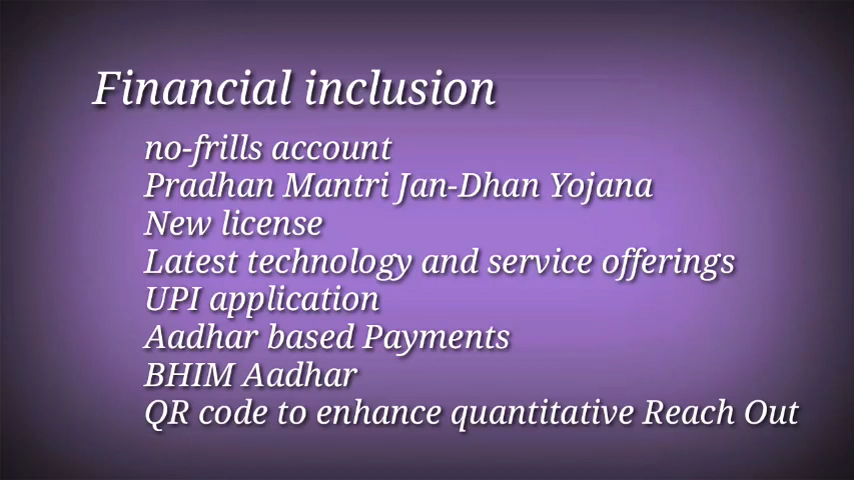 Financial inclusion
no-frills account
Pradhan Mantri Jan-Dhan Yojana
New license
Latest technology and service offerings
UPI application
Aadhar based Payments
BHIM Aadhar
QR code to enhance quantitative Reach Out